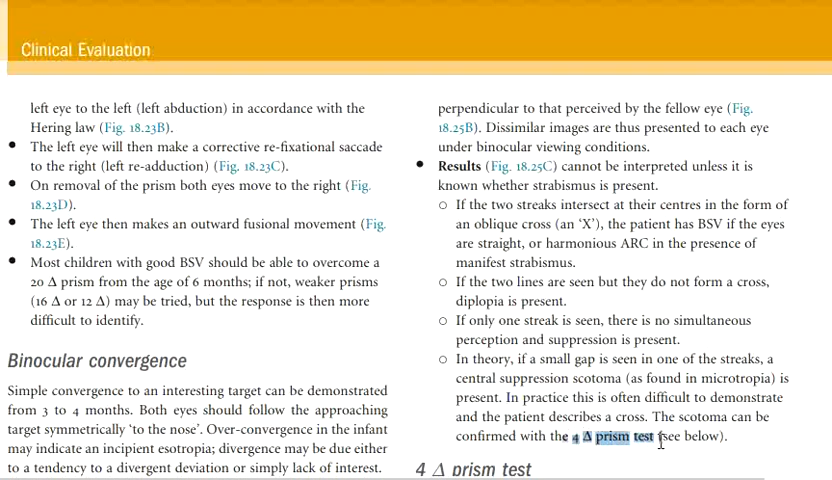 Clinical Evaluation
left eye to the left (left abduction) in accordance with the
Hering law (Fig. 18.23B).
• The left eye will then make a corrective re-fixational saccade
to the right (left re-adduction) (Fig. 18.23C).
• On removal of the prism both eyes move to the right (Fig.
18.23D).
• The left eye then makes an outward fusional movement (Fig.
18.23E).
• Most children with good BSV should be able to overcome a
20 Δ prism from the age of 6 months; if not, weaker prisms
(16 Δ or 12 Δ) may be tried, but the response is then more
difficult to identify.
Binocular convergence
Simple convergence to an interesting target can be demonstrated
from 3 to 4 months. Both eyes should follow the approaching
target symmetrically ‘to the nose’. Over-convergence in the infant
may indicate an incipient esotropia; divergence may be due either
to a tendency to a divergent deviation or simply lack of interest.
perpendicular to that perceived by the fellow eye (Fig.
18.25B). Dissimilar images are thus presented to each eye
under binocular viewing conditions.
• Results (Fig. 18.25C) cannot be interpreted unless it is
known whether strabismus is present.
○ If the two streaks intersect at their centres in the form of
an oblique cross (an ‘X’), the patient has BSV if the eyes
are straight, or harmonious ARC in the presence of
manifest strabismus.
○ If the two lines are seen but they do not form a cross,
diplopia is present.
○ If only one streak is seen, there is no simultaneous
perception and suppression is present.
○ In theory, if a small gap is seen in one of the streaks, a
central suppression scotoma (as found in microtropia) is
present. In practice this is often difficult to demonstrate
and the patient describes a cross. The scotoma can be
confirmed with the 4 Δ prism test (see below).
4 Δ prism test